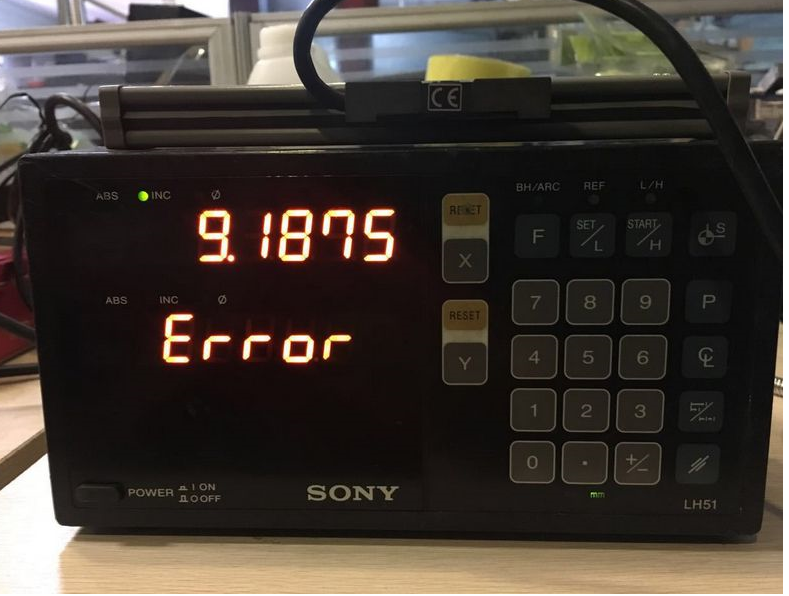 CE
ABS INC Ø
9.1875
RESET
X
ABS INC Ø
Error
RESET
Y
BH/ARC REF L/H
F SET/L START/H S
7 8 9 P
4 5 6 CL
1 2 3
0 . +/-
mm
POWER I ON
O OFF
SONY
LH51